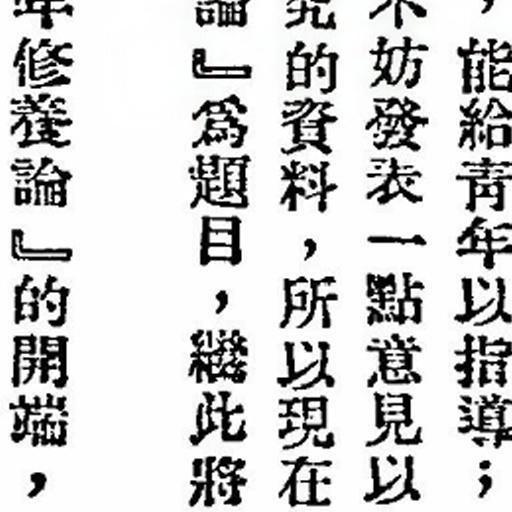 ，能給青年以指導；
不妨發表一點意見以
究的資料，所以現在
論』爲題目，繼此將
年修養論』的開端，